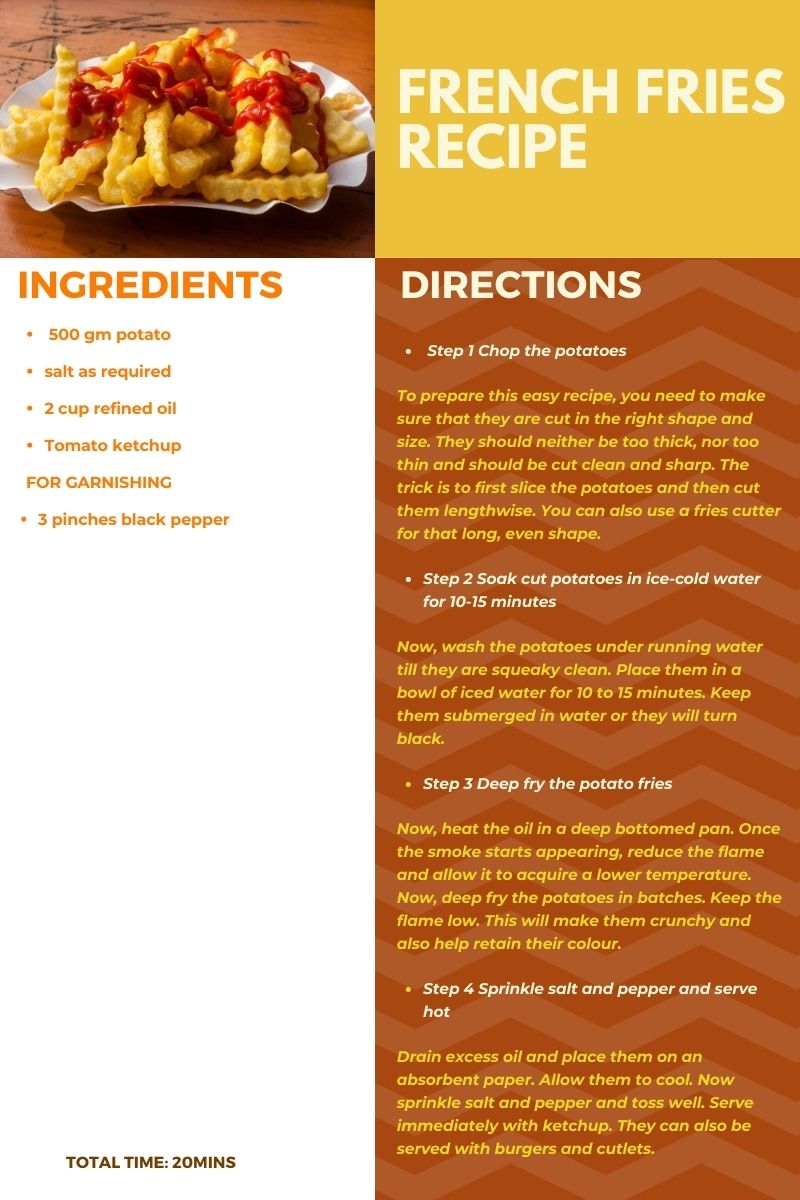 FRENCH FRIES
RECIPE
INGREDIENTS
• 500 gm potato
• salt as required
• 2 cup refined oil
• Tomato ketchup
FOR GARNISHING
• 3 pinches black pepper
TOTAL TIME: 20MINS
DIRECTIONS
• Step 1 Chop the potatoes
To prepare this easy recipe, you need to make
sure that they are cut in the right shape and
size. They should neither be too thick, nor too
thin and should be cut clean and sharp. The
trick is to first slice the potatoes and then cut
them lengthwise. You can also use a fries cutter
for that long, even shape.
• Step 2 Soak cut potatoes in ice-cold water
for 10-15 minutes
Now, wash the potatoes under running water
till they are squeaky clean. Place them in a
bowl of iced water for 10 to 15 minutes. Keep
them submerged in water or they will turn
black.
• Step 3 Deep fry the potato fries
Now, heat the oil in a deep bottomed pan. Once
the smoke starts appearing, reduce the flame
and allow it to acquire a lower temperature.
Now, deep fry the potatoes in batches. Keep the
flame low. This will make them crunchy and
also help retain their colour.
• Step 4 Sprinkle salt and pepper and serve
hot
Drain excess oil and place them on an
absorbent paper. Allow them to cool. Now
sprinkle salt and pepper and toss well. Serve
immediately with ketchup. They can also be
served with burgers and cutlets.